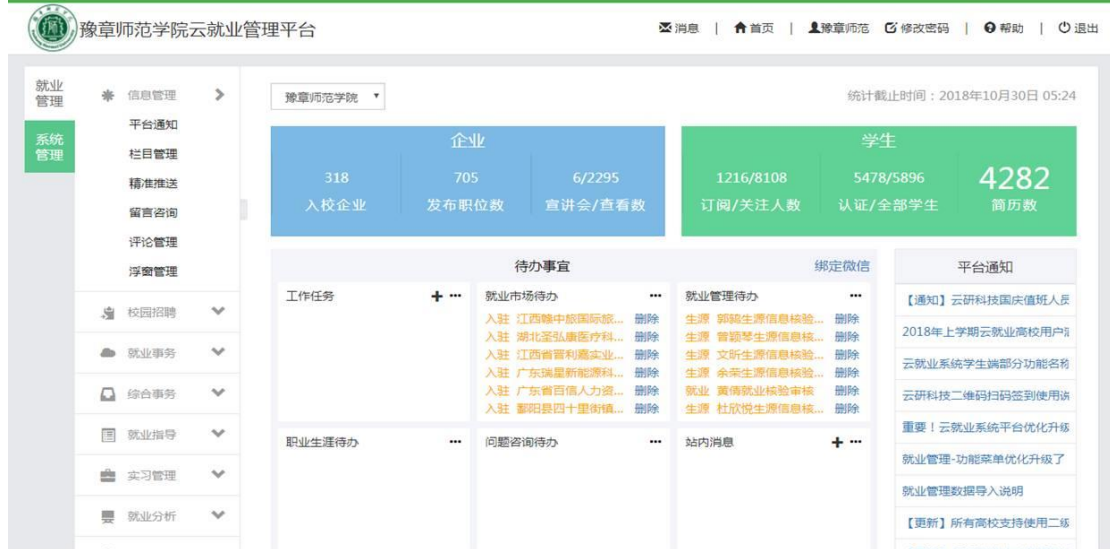 豫章师范学院云就业管理平台
消息 | 首页 | 豫章师范 修改密码 | 帮助 | 退出
就业
管理
系统
管理
信息管理
平台通知
栏目管理
精准推送
留言咨询
评论管理
浮窗管理
校园招聘
就业事务
综合事务
就业指导
实习管理
就业分析
豫章师范学院
统计截止时间：2018年10月30日 05:24
企业
318
入校企业
705
发布职位数
6/2295
宣讲会/查看数
学生
1216/8108
订阅/关注人数
5478/5896
认证/全部学生
4282
简历数
待办事宜
绑定微信
工作任务
就业市场待办
入驻 江西赣中旅国际旅... 删除
入驻 湖北圣弘康医疗科... 删除
入驻 江西省晋利嘉实业... 删除
入驻 广东瑞星新能源科... 删除
入驻 广东省百信人力资... 删除
入驻 鄱阳县四十里街镇... 删除
就业管理待办
生源 郭骁生源信息核验... 删除
生源 曾颖琴生源信息核... 删除
生源 文昕生源信息核验... 删除
生源 余荣生源信息核验... 删除
就业 黄倩就业核验审核 删除
生源 杜欣悦生源信息核... 删除
职业生涯待办
问题咨询待办
站内消息
平台通知
【通知】云研科技国庆值班人员
2018年上学期云就业高校用户
云就业系统学生端部分功能名称
云研科技二维码扫码签到使用
重要！云就业系统平台优化升级
就业管理-功能菜单优化升级了
就业管理数据导入说明
【更新】所有高校支持使用二级